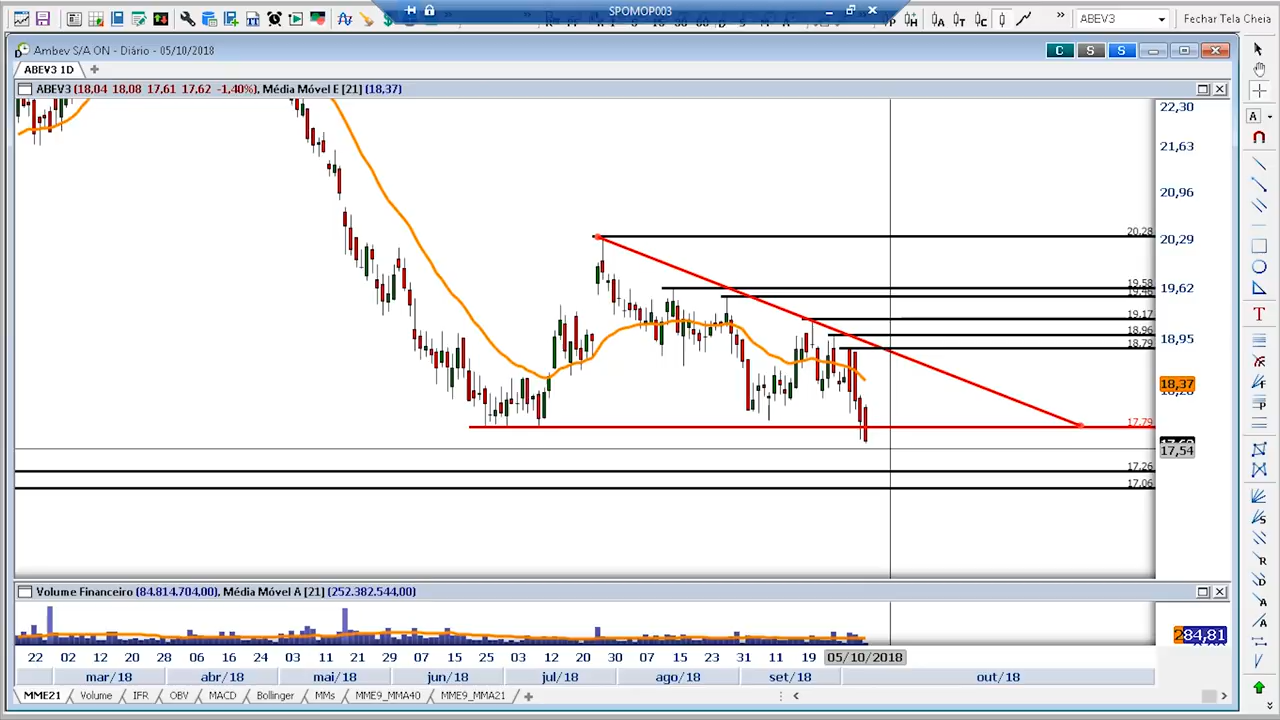 SPOMOP003
ABEV3
Fechar Tela Cheia
Ambev S/A ON - Diário - 05/10/2018
C S S
ABEV3 1D
ABEV3 (18,04 18,08 17,61 17,62 -1,40%), Média Móvel E [21] (18,37)
22,30
21,63
20,96
20,28
20,29
19,58
19,62
19,17
18,96
18,95
18,79
18,37
17,79
17,54
17,26
17,06
Volume Financeiro (84.814.704,00), Média Móvel A [21] (252.382.544,00)
84,81
22 02 12 20 28 06 16 24 03 11 21 29 07 15 25 03 12 20 30 07 15 23 31 11 19 05/10/2018
mar/18 abr/18 mai/18 jun/18 jul/18 ago/18 set/18 out/18
MME21 Volume IFR OBV MACD Bollinger MMs MME9_MMA40 MME9_MMA21